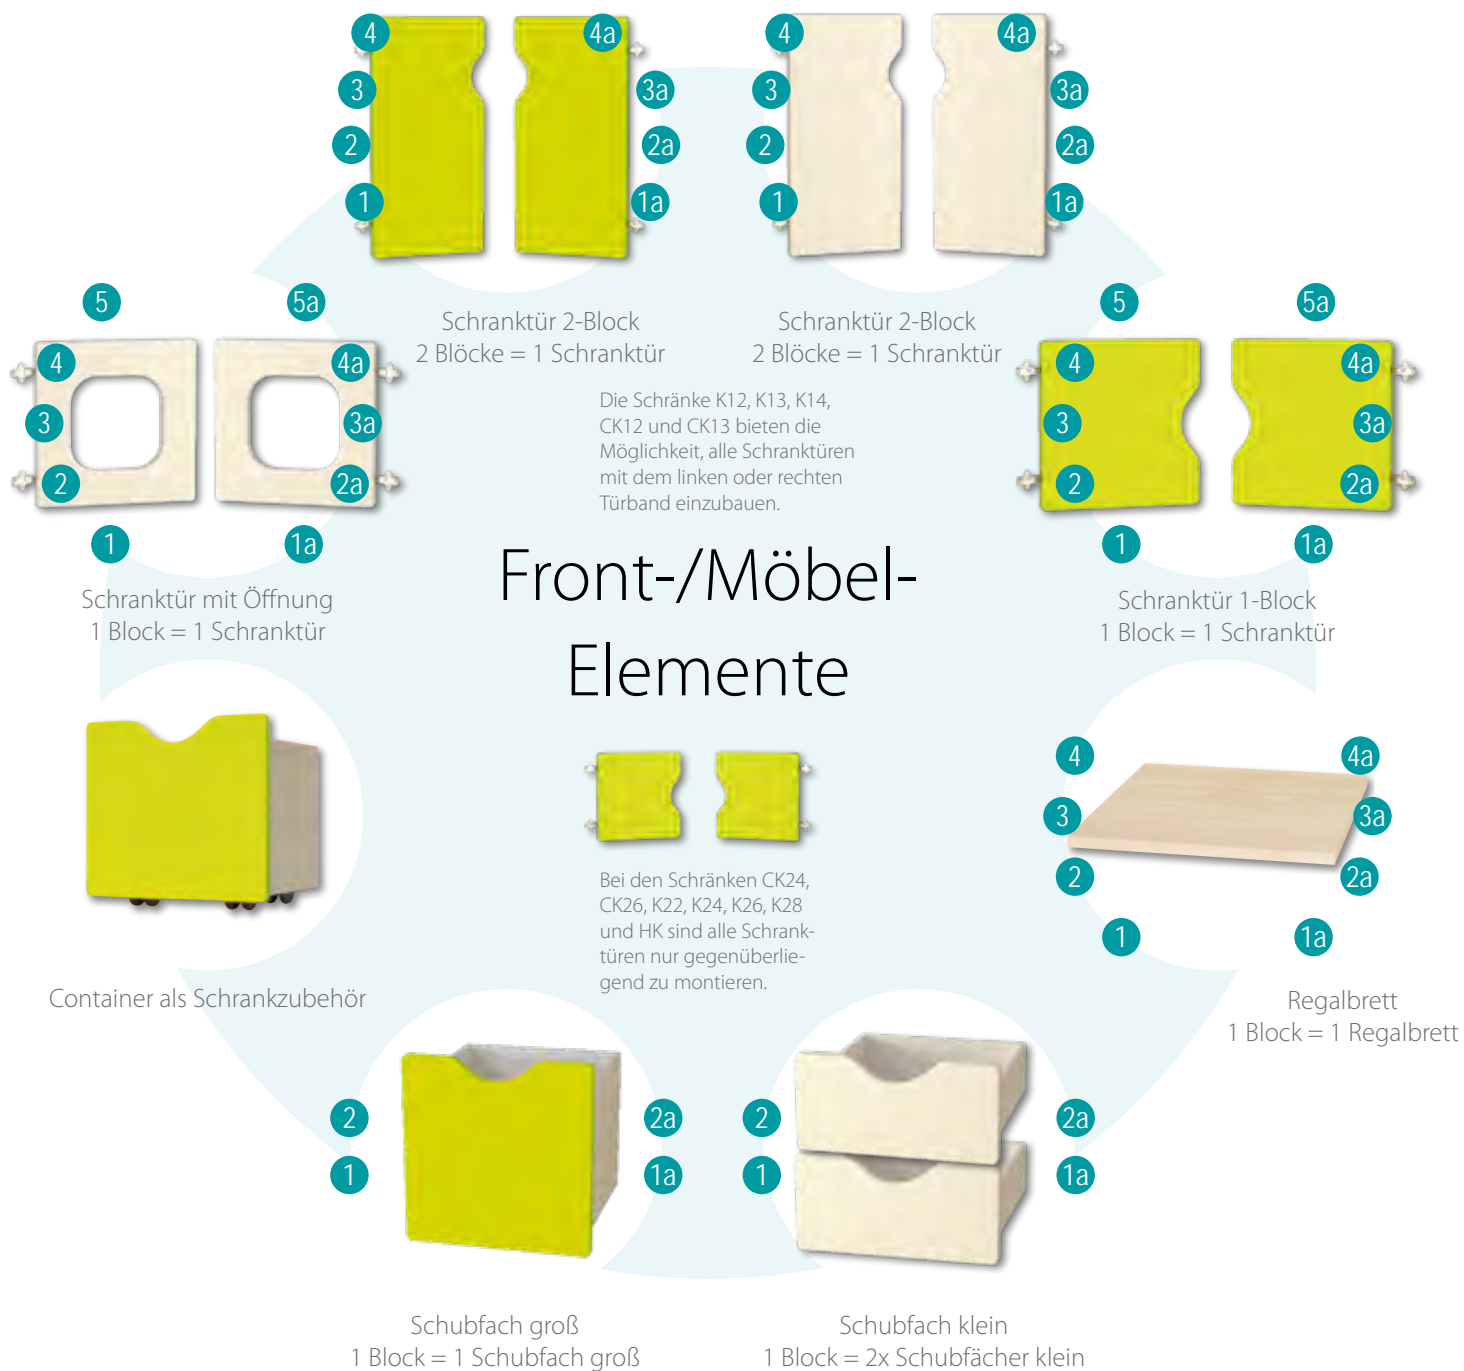 4
4a
3
3a
2
2a
1
1a
Schranktür 2-Block
2 Blöcke = 1 Schranktür
4
4a
3
3a
2
2a
1
1a
Schranktür 2-Block
2 Blöcke = 1 Schranktür
5
5a
4
4a
3
3a
2
2a
1
1a
Schranktür mit Öffnung
1 Block = 1 Schranktür
Die Schränke K12, K13, K14,
CK12 und CK13 bieten die
Möglichkeit, alle Schranktüren
mit dem linken oder rechten
Türband einzubauen.
5
5a
4
4a
3
3a
2
2a
1
1a
Schranktür 1-Block
1 Block = 1 Schranktür
Front-/Möbel-
Elemente
Container als Schrankzubehör
Bei den Schränken CK24,
CK26, K22, K24, K26, K28
und HK sind alle Schrank-
türen nur gegenüberlie-
gend zu montieren.
4
4a
3
3a
2
2a
1
1a
Regalbrett
1 Block = 1 Regalbrett
2
2a
1
1a
Schubfach groß
1 Block = 1 Schubfach groß
2
2a
1
1a
Schubfach klein
1 Block = 2x Schubfächer klein